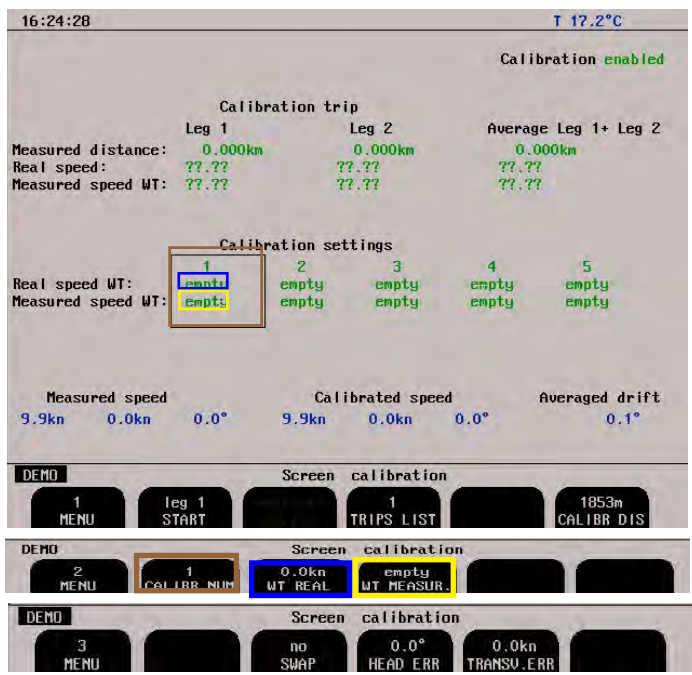 16:24:28 T 17.2°C
Calibration enabled
Calibration trip
Leg 1 Leg 2 Average Leg 1+ Leg 2
Measured distance: 0.000km 0.000km 0.000km
Real speed: ??.?? ??.?? ??.??
Measured speed WT: ??.?? ??.?? ??.??
Calibration settings
1 2 3 4 5
Real speed WT: empty empty empty empty empty
Measured speed WT: empty empty empty empty empty
Measured speed Calibrated speed Averaged drift
9.9kn 0.0kn 0.0° 9.9kn 0.0kn 0.0° 0.1°
DEMO Screen calibration
1 leg 1 1 1853m
MENU START TRIPS LIST CALIBR DIS
DEMO Screen calibration
2 1 0.0kn empty
MENU CALIBR NUM WT REAL WT MEASUR.
DEMO Screen calibration
3 no 0.0° 0.0kn
MENU SWAP HEAD ERR TRANSV.ERR